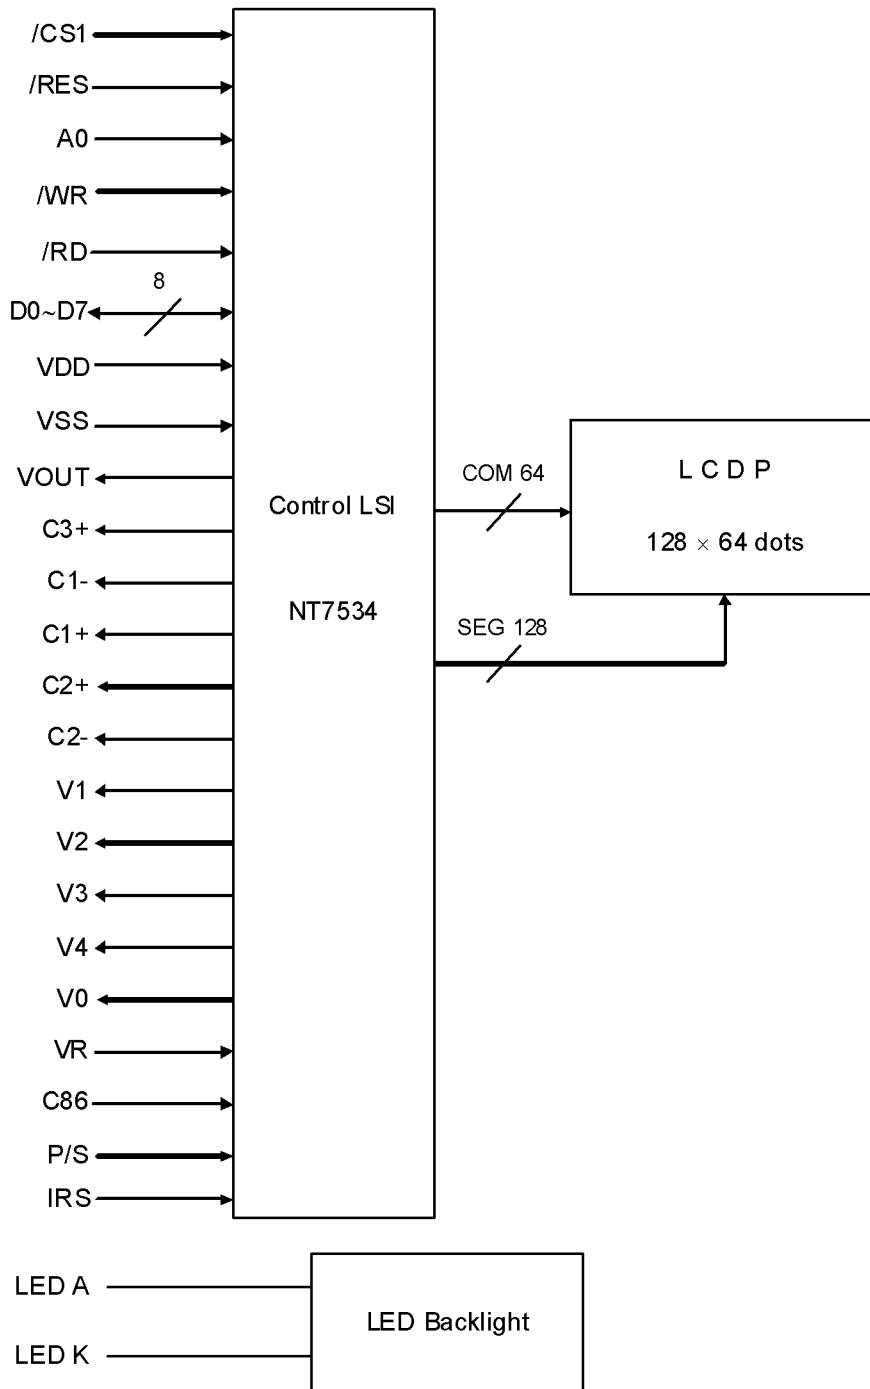 /CS1
/RES
A0
/WR
/RD
8
D0~D7
VDD
VSS
VOUT
C3+
C1-
C1+
C2+
C2-
V1
V2
V3
V4
V0
VR
C86
P/S
IRS
Control LSI
NT7534
COM 64
SEG 128
L C D P
128 × 64 dots
LED A
LED K
LED Backlight